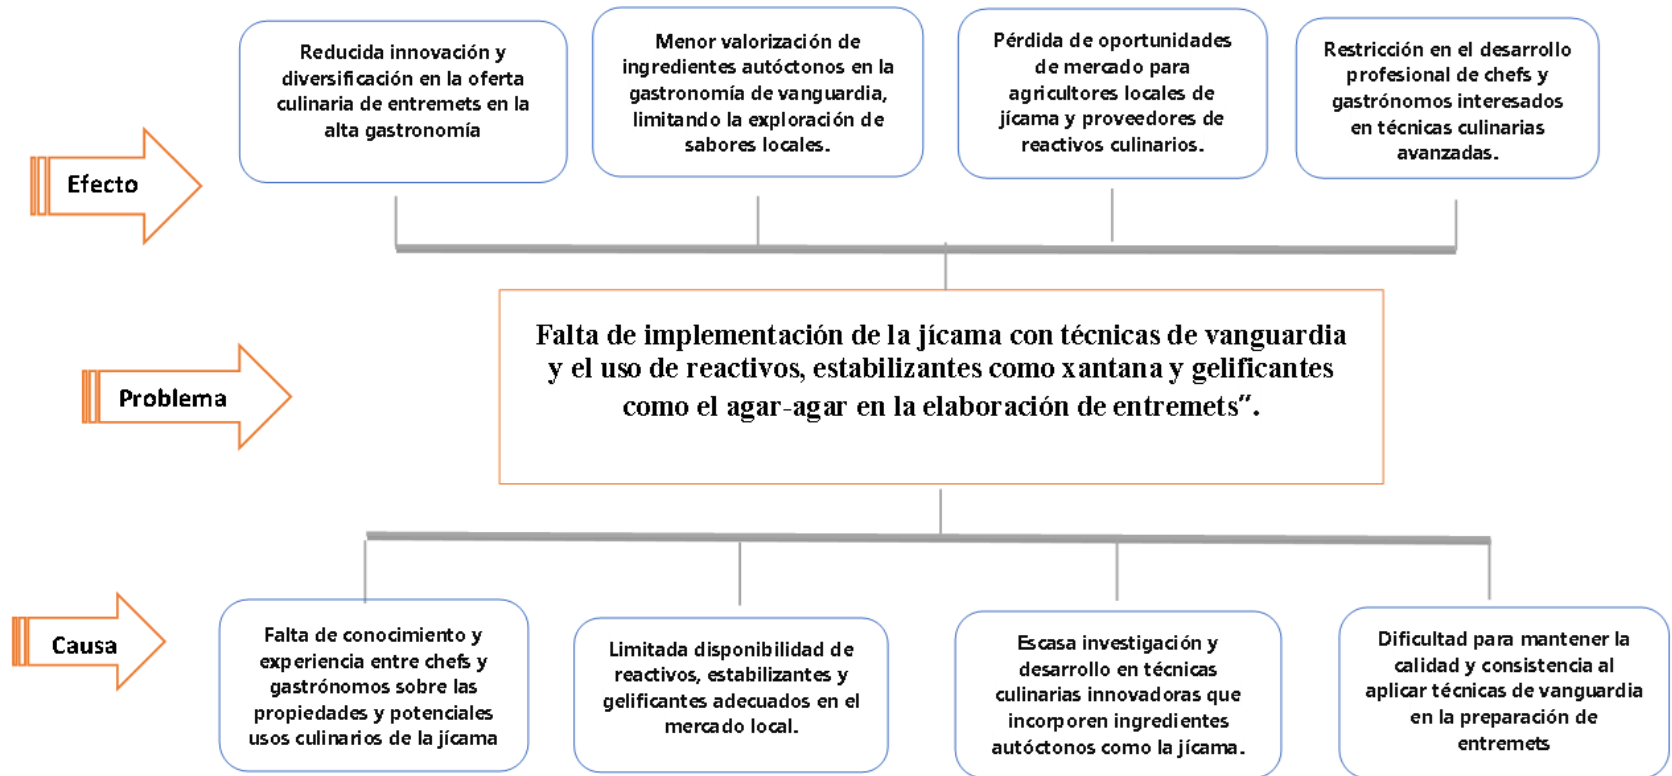 Reducida innovación y
diversificación en la oferta
culinaria de entremets en la
alta gastronomía
Menor valorización de
ingredientes autóctonos en la
gastronomía de vanguardia,
limitando la exploración de
sabores locales.
Pérdida de oportunidades
de mercado para
agricultores locales de
jícama y proveedores de
reactivos culinarios.
Restricción en el desarrollo
profesional de chefs y
gastrónomos interesados
en técnicas culinarias
avanzadas.
Efecto
Problema
Falta de implementación de la jícama con técnicas de vanguardia
y el uso de reactivos, estabilizantes como xantana y gelificantes
como el agar-agar en la elaboración de entremets”.
Causa
Falta de conocimiento y
experiencia entre chefs y
gastrónomos sobre las
propiedades y potenciales
usos culinarios de la jícama
Limitada disponibilidad de
reactivos, estabilizantes y
gelificantes adecuados en el
mercado local.
Escasa investigación y
desarrollo en técnicas
culinarias innovadoras que
incorporen ingredientes
autóctonos como la jícama.
Dificultad para mantener la
calidad y consistencia al
aplicar técnicas de vanguardia
en la preparación de
entremets